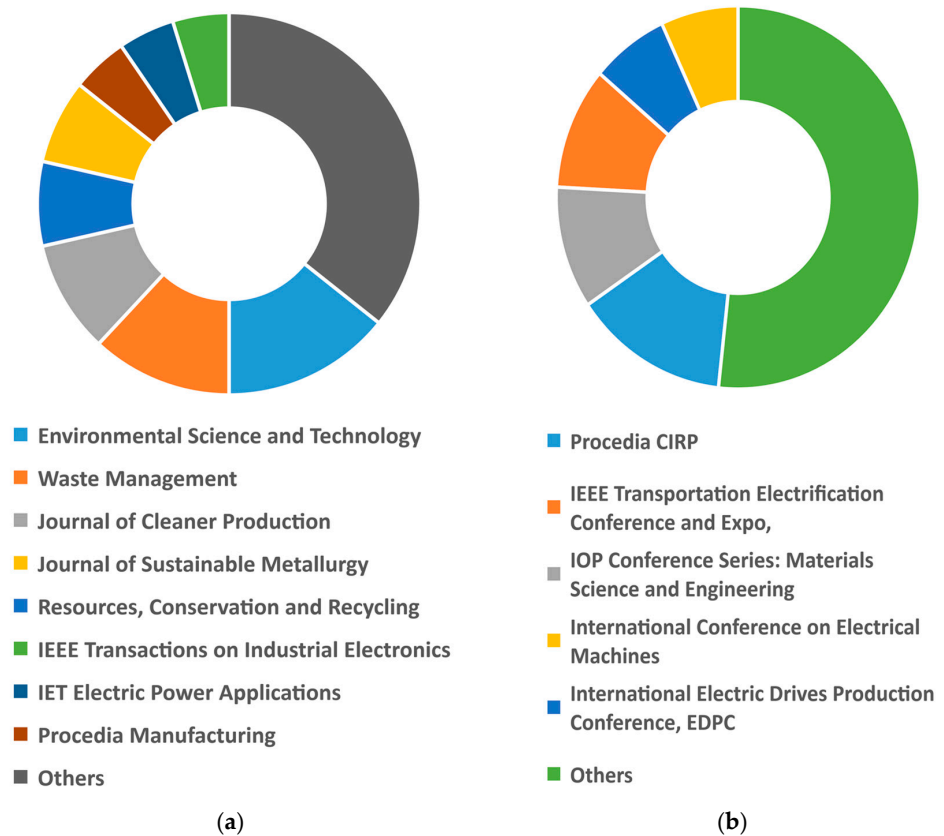 Environmental Science and Technology
Waste Management
Journal of Cleaner Production
Journal of Sustainable Metallurgy
Resources, Conservation and Recycling
IEEE Transactions on Industrial Electronics
IET Electric Power Applications
Procedia Manufacturing
Others
(a)
Procedia CIRP
IEEE Transportation Electrification
Conference and Expo,
IOP Conference Series: Materials
Science and Engineering
International Conference on Electrical
Machines
International Electric Drives Production
Conference, EDPC
Others
(b)